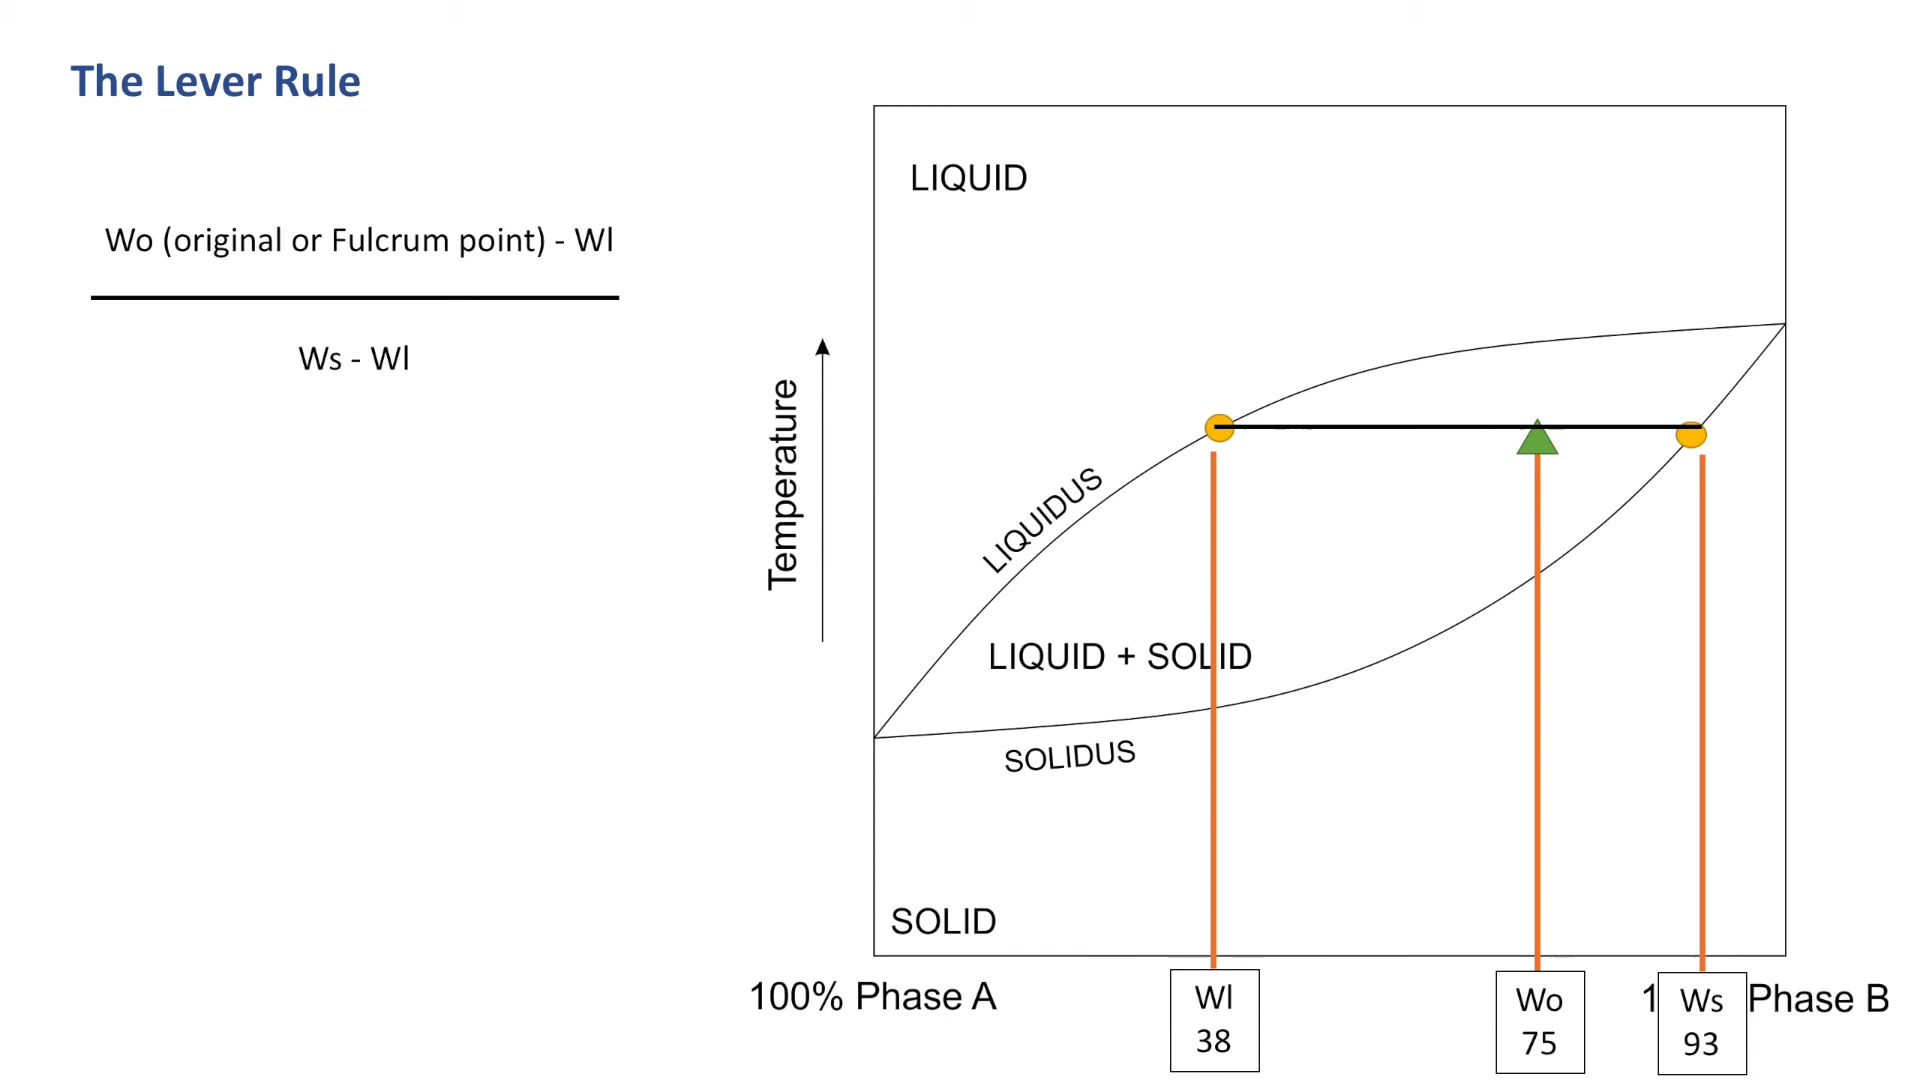 The Lever Rule
Wo (original or Fulcrum point) - Wl
Ws - Wl
LIQUID
Temperature
LIQUIDUS
LIQUID + SOLID
SOLIDUS
SOLID
100% Phase A
Wl
38
Wo
75
1
Ws
93
Phase B